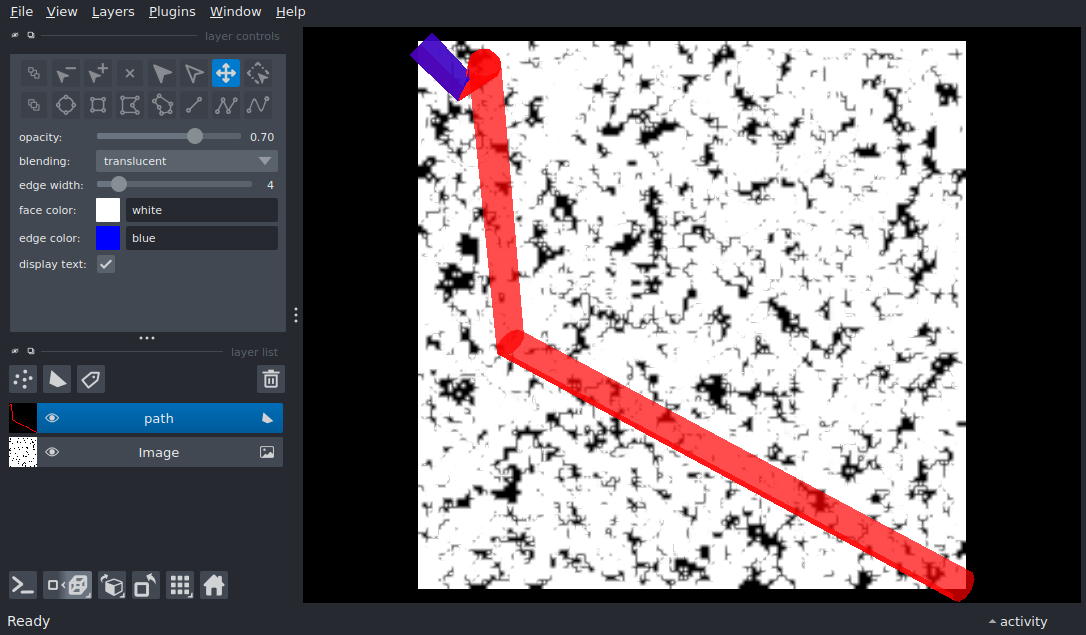 File View Layers Plugins Window Help
layer controls
opacity: 0.70
blending: translucent
edge width: 4
face color: white
edge color: blue
display text:
layer list
path
Image
Ready
activity